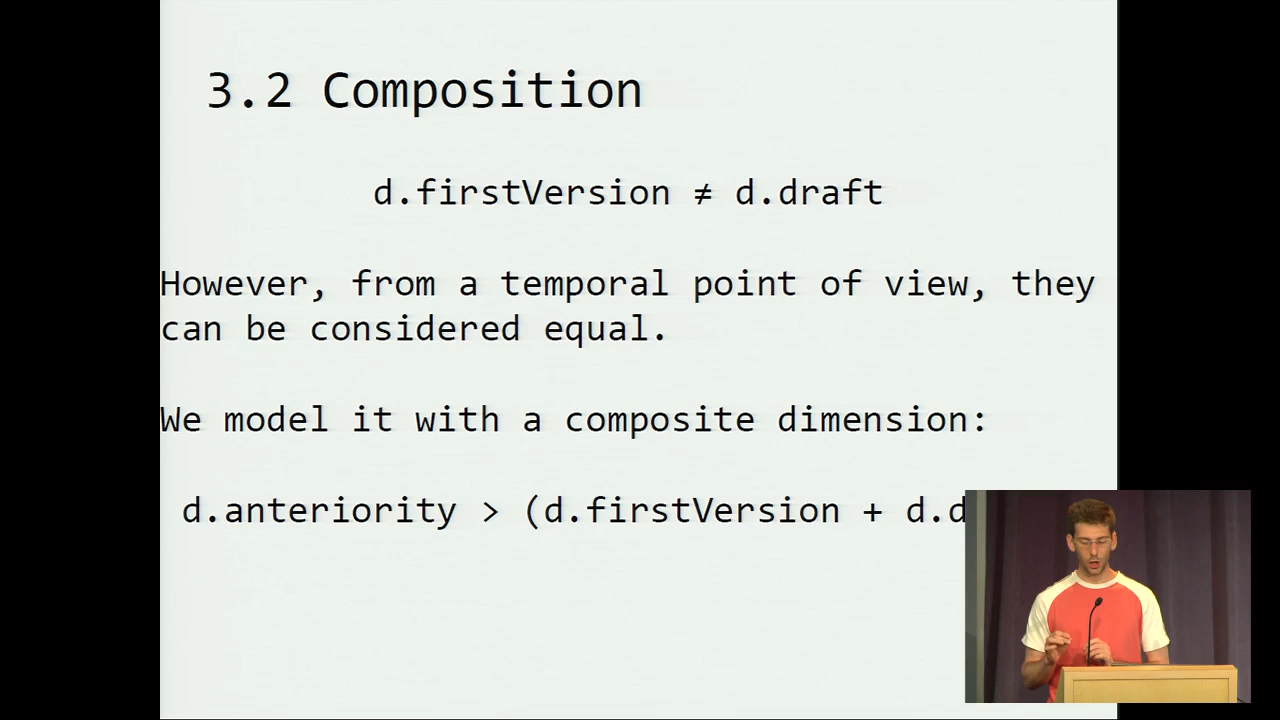 3.2 Composition
d.firstVersion ≠ d.draft
However, from a temporal point of view, they
can be considered equal.
We model it with a composite dimension:
d.anteriority > (d.firstVersion +